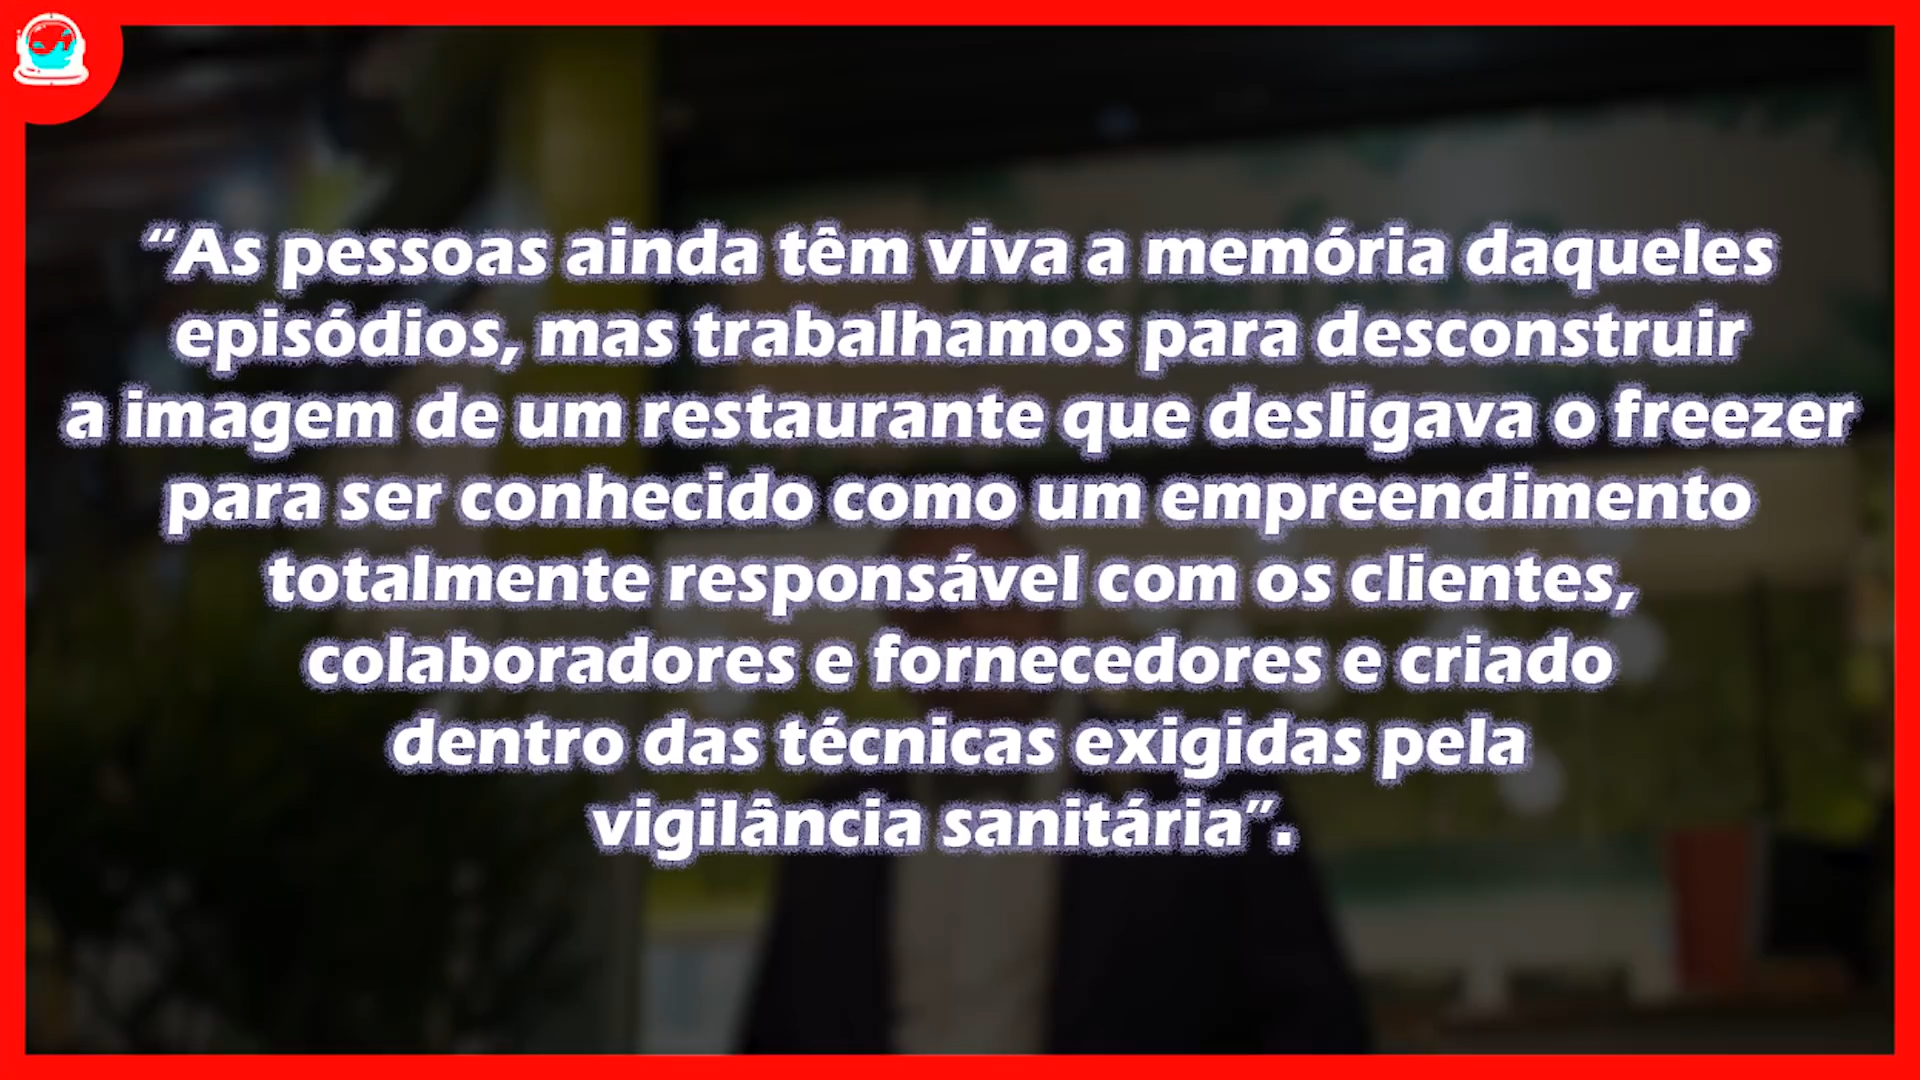 “As pessoas ainda têm viva a memória daqueles
episódios, mas trabalhamos para desconstruir
a imagem de um restaurante que desligava o freezer
para ser conhecido como um empreendimento
totalmente responsável com os clientes,
colaboradores e fornecedores e criado
dentro das técnicas exigidas pela
vigilância sanitária”.